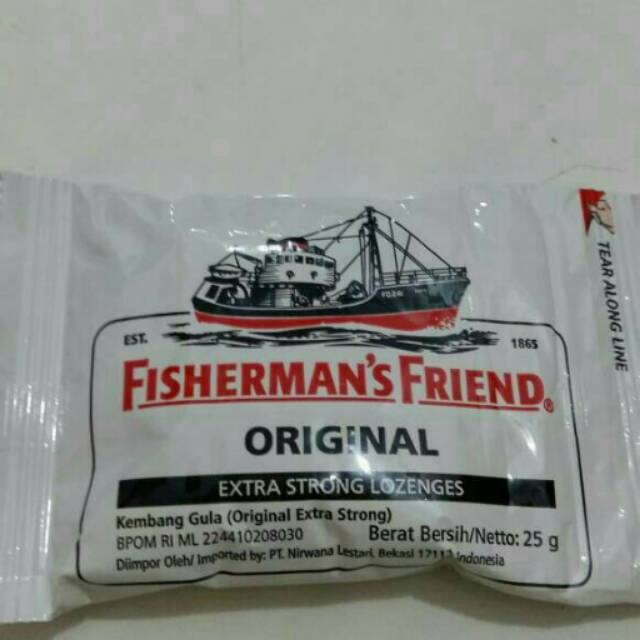 TEAR ALONG LINE
EST. 1865
FISHERMAN'S FRIEND®
ORIGINAL
EXTRA STRONG LOZENGES
Kembang Gula (Original Extra Strong)
BPOM RI ML 224410208030 Berat Bersih/Netto: 25 g
Diimpor Oleh/ Imported by: PT. Nirwana Lestari, Bekasi 17117 Indonesia